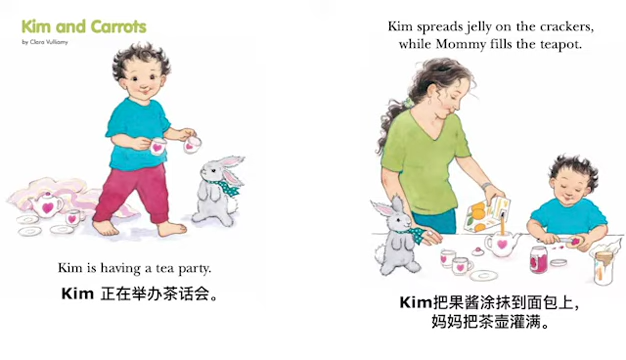 Kim and Carrots
by Clara Vulliamy
Kim is having a tea party.
Kim 正在举办茶话会。
Kim spreads jelly on the crackers,
while Mommy fills the teapot.
Kim把果酱涂抹到面包上，
妈妈把茶壶灌满。